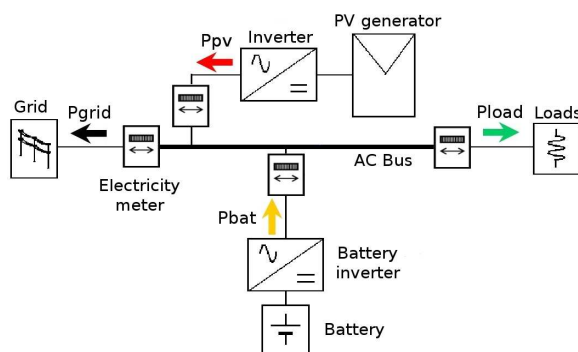 PV generator
Inverter
Ppv
Grid
Pgrid
Pload
Loads
AC Bus
Electricity
meter
Pbat
Battery
inverter
Battery